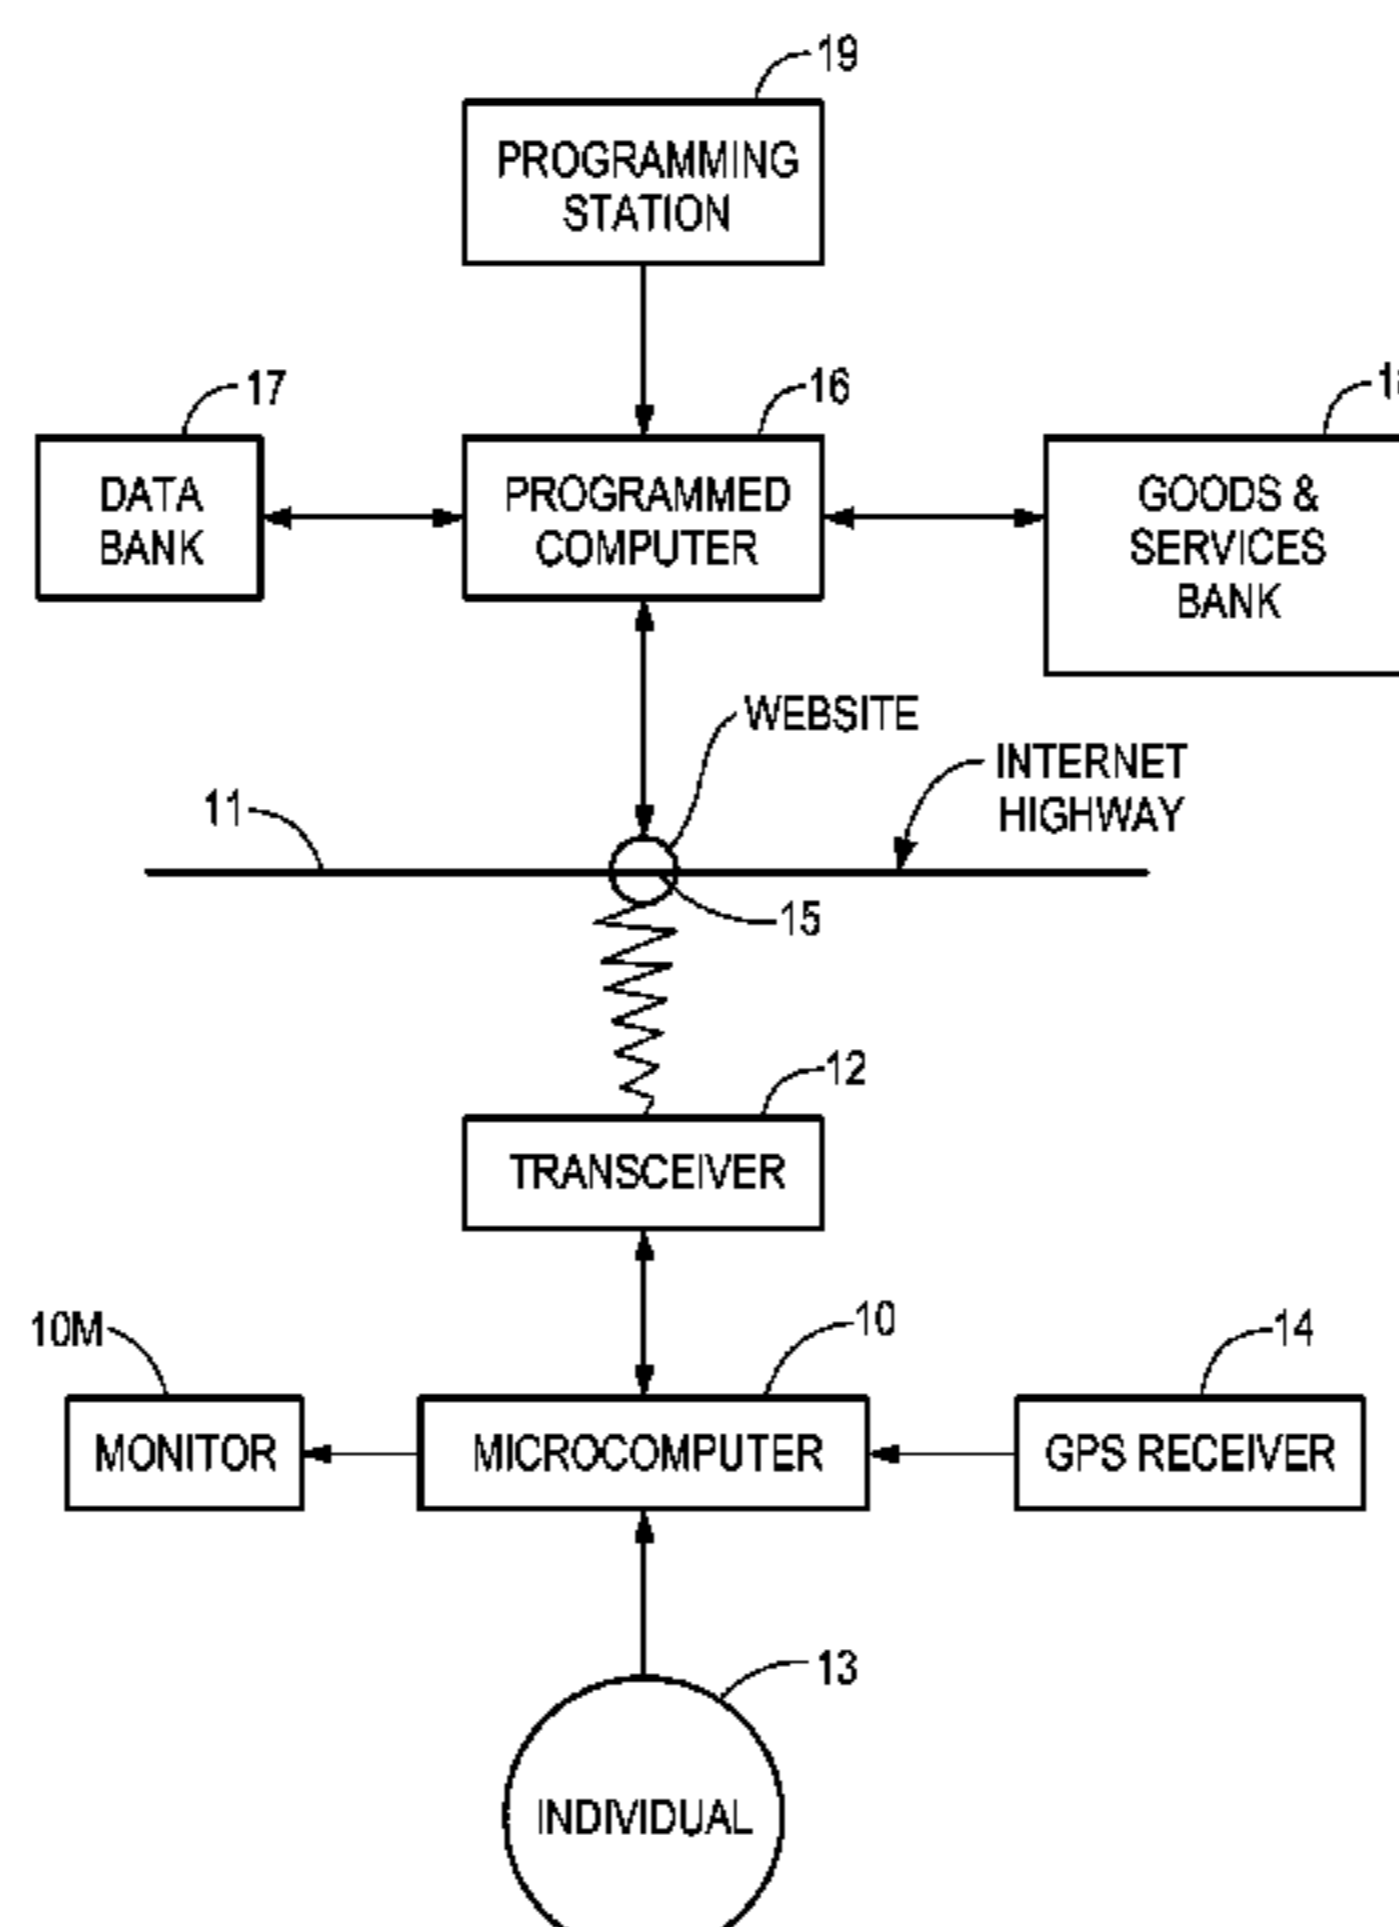 19
PROGRAMMING
STATION
17
16
DATA
BANK
PROGRAMMED
COMPUTER
GOODS &
SERVICES
BANK
WEBSITE
INTERNET
HIGHWAY
11
15
12
TRANSCEIVER
10M
10
14
MONITOR
MICROCOMPUTER
GPS RECEIVER
13
INDIVIDUAL